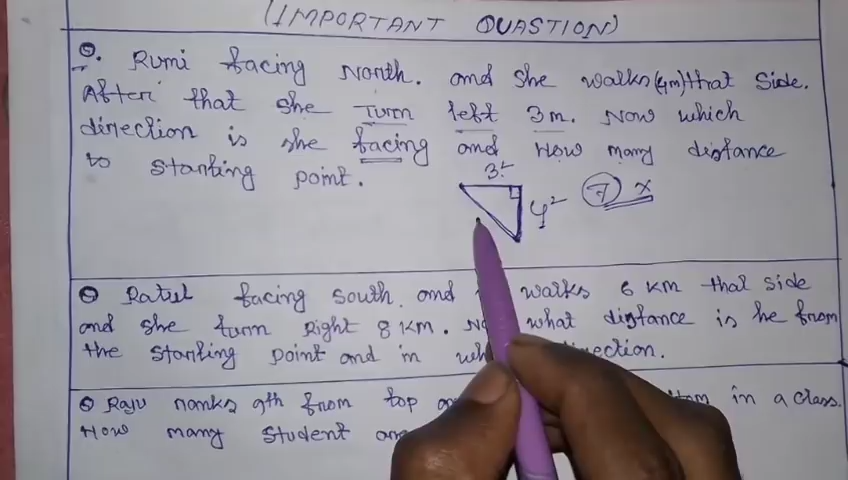 (IMPORTANT QUASTION)
Q. Rumi facing North. and she walks(4m)that side.
After that she Turn left 3m. Now which
direction is she facing and How many distance
to starting point.
3²
4²
7 x
Q Ratul facing south. and walks 6 KM that side
and she turn right 8 KM. what distance is he from
the starting point and in direction.
Q Raju ranks 9th from top in a class.
How many student